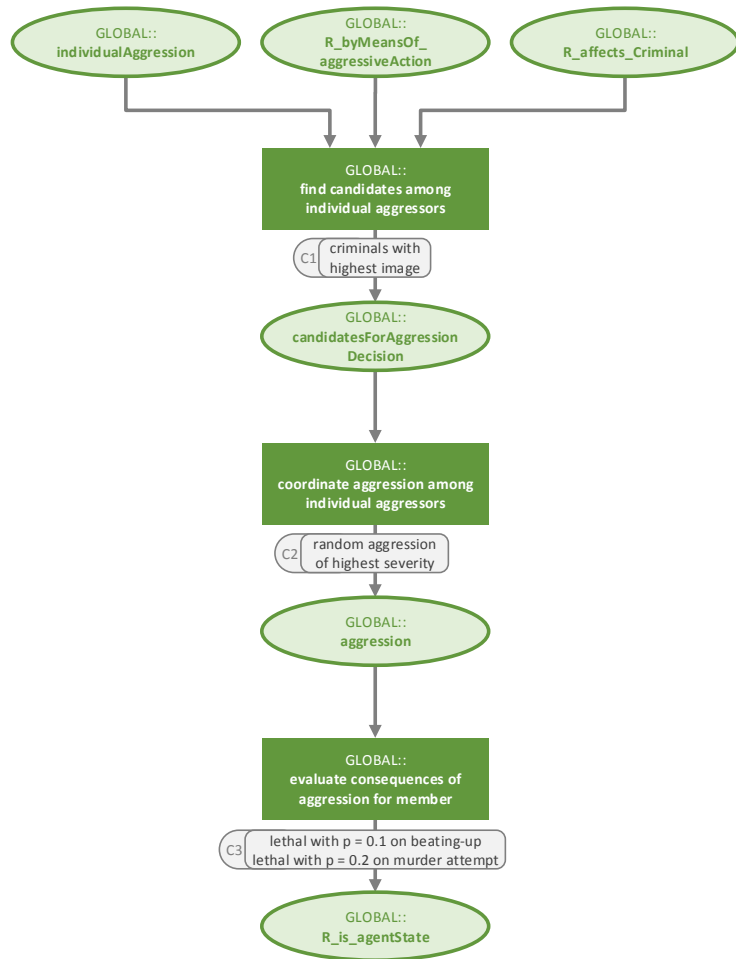 GLOBAL::
individualAggression
GLOBAL::
R_byMeansOf_
aggressiveAction
GLOBAL::
R_affects_Criminal
GLOBAL::
find candidates among
individual aggressors
C1
criminals with
highest image
GLOBAL::
candidatesForAggression
Decision
GLOBAL::
coordinate aggression among
individual aggressors
C2
random aggression
of highest severity
GLOBAL::
aggression
GLOBAL::
evaluate consequences of
aggression for member
C3
lethal with p = 0.1 on beating-up
lethal with p = 0.2 on murder attempt
GLOBAL::
R_is_agentState